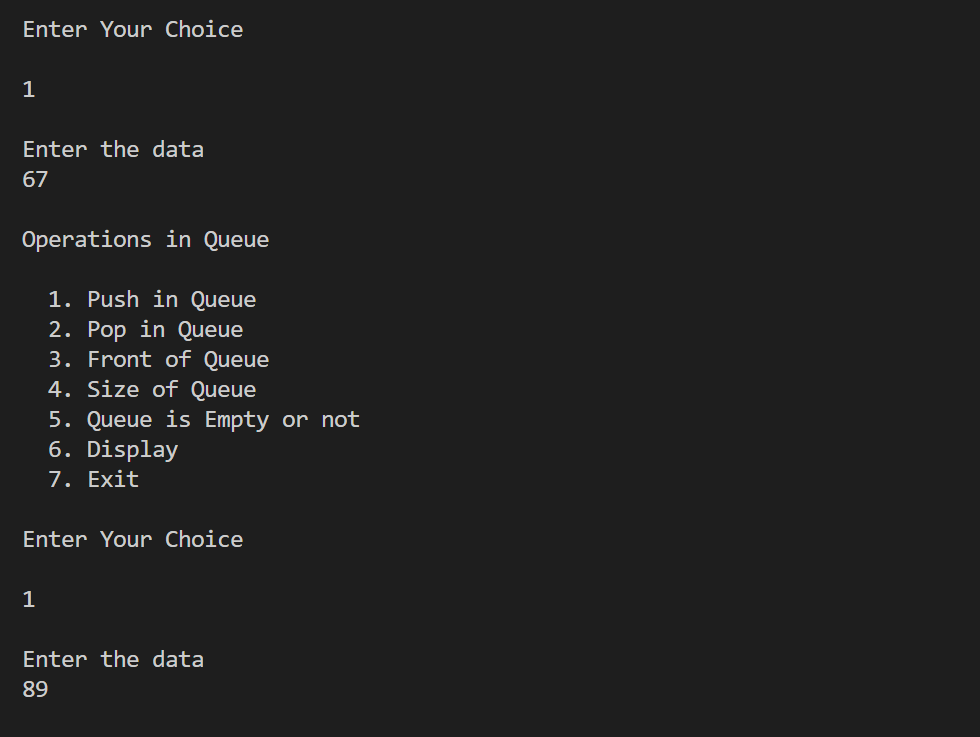 Enter Your Choice
1
Enter the data
67
Operations in Queue
1. Push in Queue
2. Pop in Queue
3. Front of Queue
4. Size of Queue
5. Queue is Empty or not
6. Display
7. Exit
Enter Your Choice
1
Enter the data
89